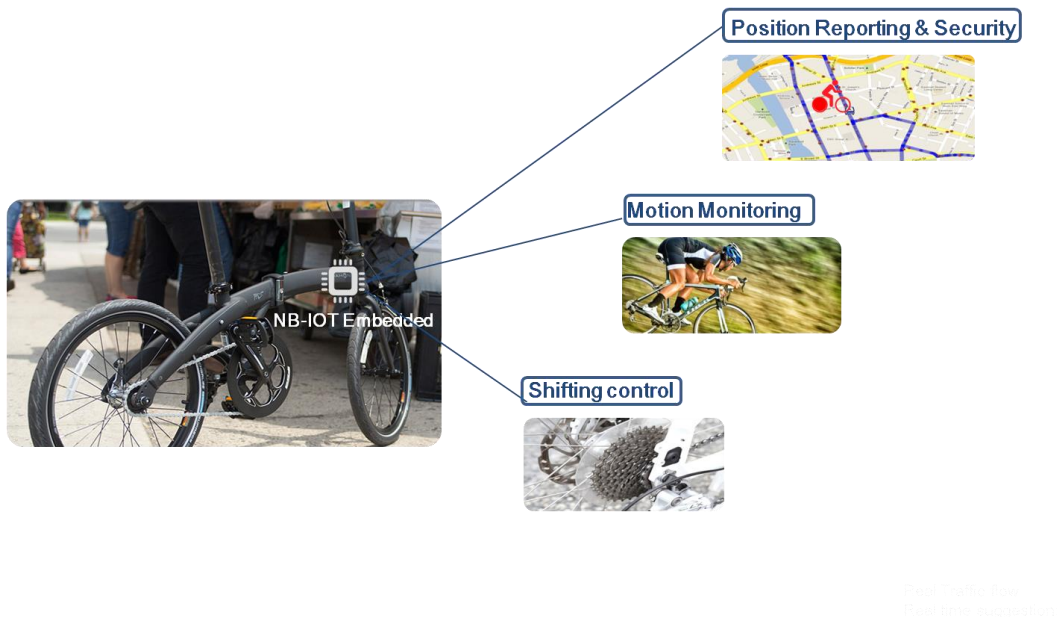 Position Reporting & Security
Motion Monitoring
NB-IOT Embedded
Shifting control